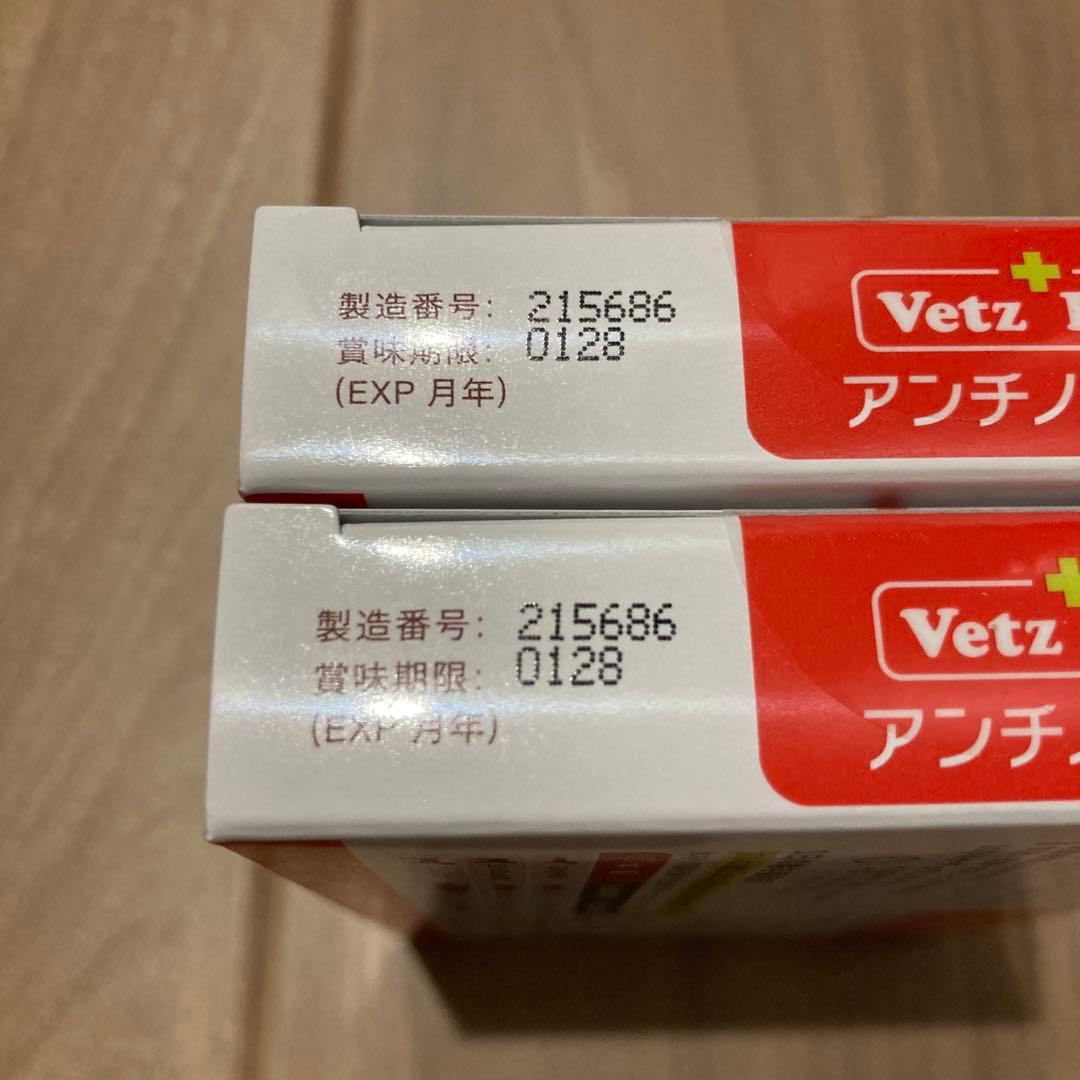 製造番号: 215686
賞味期限: 0128
(EXP 月年)
Vetz
アンチノ
製造番号: 215686
賞味期限: 0128
(EXP 月年)
Vetz
アンチ